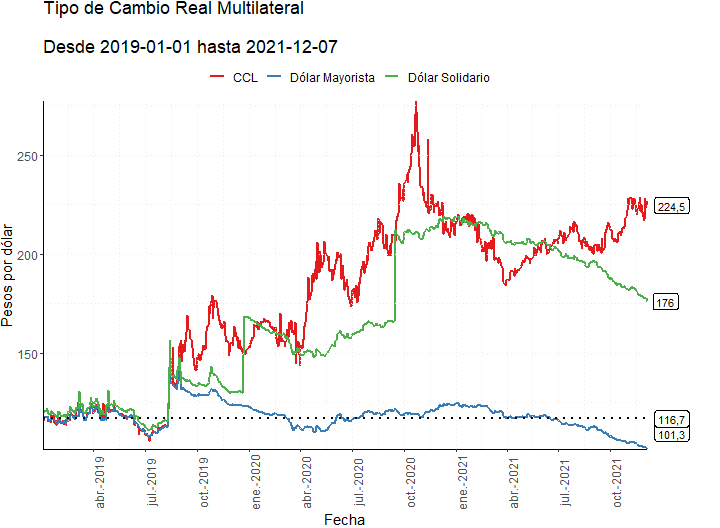 Tipo de Cambio Real Multilateral
Desde 2019-01-01 hasta 2021-12-07
CCL Dólar Mayorista Dólar Solidario
Pesos por dólar
250
200
150
224,5
176
116,7
101,3
abr.-2019 jul.-2019 oct.-2019 ene.-2020 abr.-2020 jul.-2020 oct.-2020 ene.-2021 abr.-2021 jul.-2021 oct.-2021
Fecha